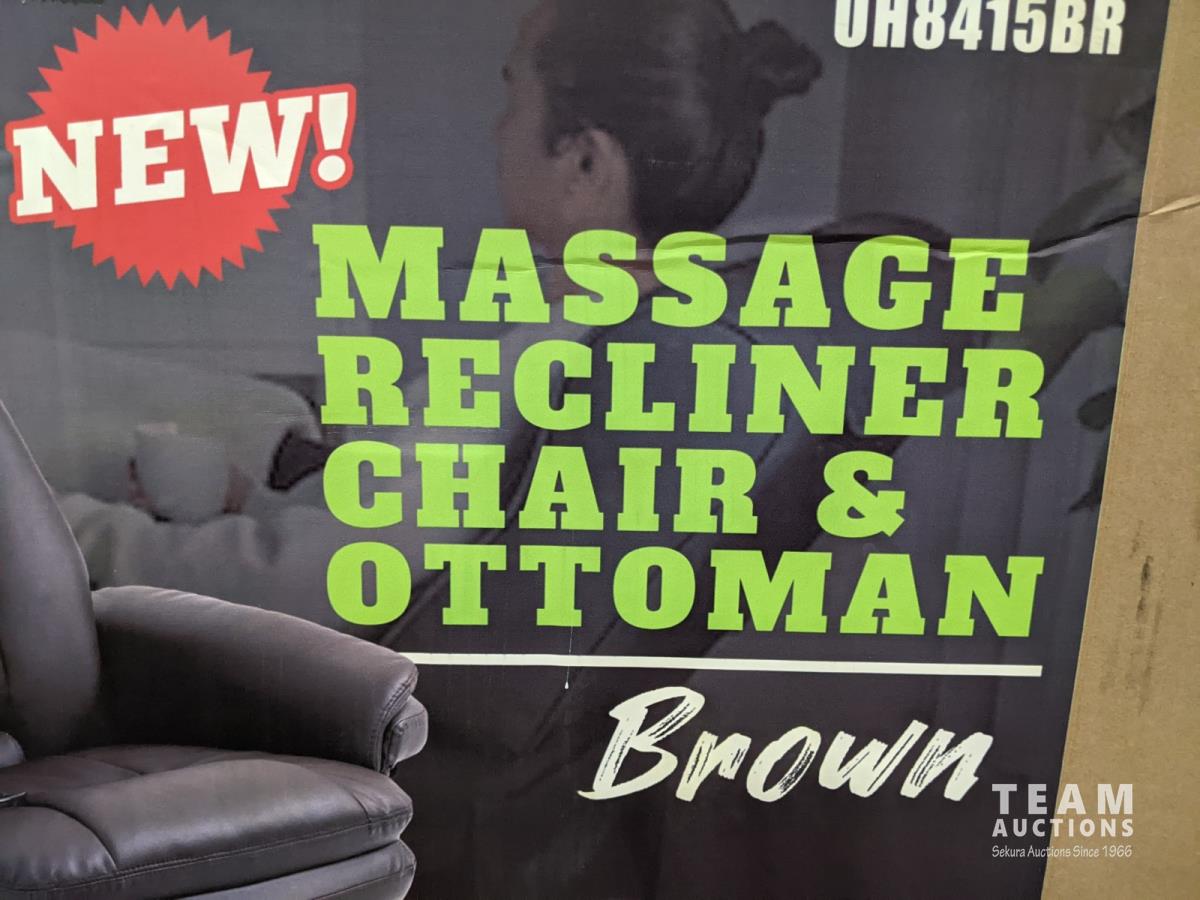 UH8415BR
NEW!
MASSAGE
RECLINER
CHAIR &
OTTOMAN
Brown
TEAM
AUCTIONS
Sekura Auctions Since 1966